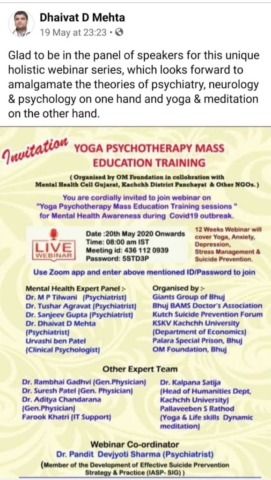 Dhaivat D Mehta
19 May at 23:23 •
Glad to be in the panel of speakers for this unique
holistic webinar series, which looks forward to
amalgamate the theories of psychiatry, neurology
& psychology on one hand and yoga & meditation
on the other hand.
Invitation
YOGA PSYCHOTHERAPY MASS
EDUCATION TRAINING
( Organised by OM Foundation in collebration with
Mental Health Cell Gujarat, Kachchh District Panchayat & Other NGOs.)
You are cordially invited to join webinar on
"Yoga Psychotherapy Mass Education Training sessions "
for Mental Health Awareness during Covid19 outbreak.
LIVE
WEBINAR
Date :20th May 2020 Onwards
Time: 08:00 am IST
Meeting id: 436 112 0939
Password: 5STD3P
12 Weeks Webinar will
cover Yoga, Anxiety,
Depression,
Stress Management &
Suicide Prevention.
Use Zoom app and enter above mentioned ID/Password to join
Mental Health Expert Panel :-
Dr. M P Tilwani (Psychiatrist)
Dr. Tushar Agravat (Psychiatrist)
Dr. Sanjeev Gupta (Psychiatrist)
Dr. Dhaivat D Mehta
(Psychiatrist)
Urvashi ben Patel
(Clinical Psychologist)
Organised by :-
Giants Group of Bhuj
Bhuj BAMS Doctor's Association
Kutch Suicide Prevention Forum
KSKV Kachchh University
(Department of Economics)
Palara Special Prison, Bhuj
OM Foundation, Bhuj
Other Expert Team
Dr. Rambhai Gadhvi (Gen.Physician)
Dr. Suresh Patel (Gen. Physician)
Dr. Aditya Chandarana
(Gen.Physician)
Farook Khatri (IT Support)
Dr. Kalpana Satija
(Head of Humanities Dept,
Kachchh University)
Pallaveeben S Rathod
(Yoga & Life skills Dynamic
meditation)
Webinar Co-ordinator
Dr. Pandit Devjyoti Sharma (Psychiatrist)
(Member of the Development of Effective Suicide Prervention
Strategy & Practice (IASP- SIG) )